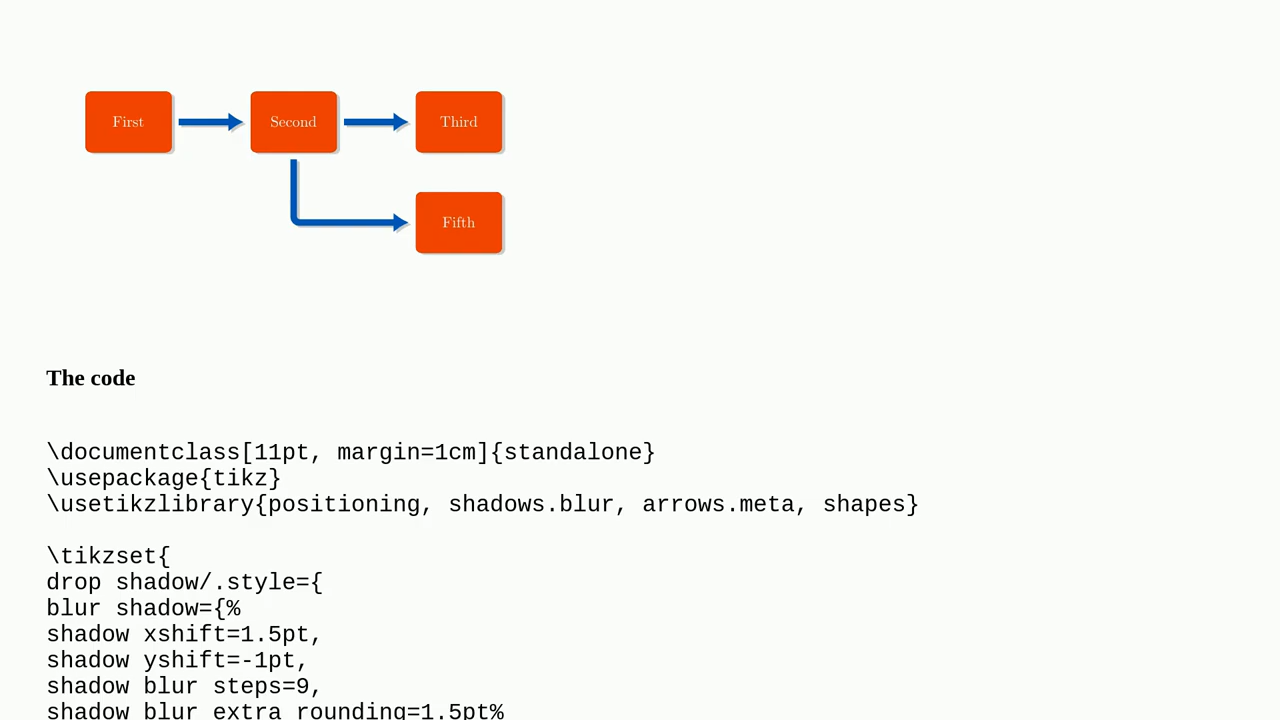 First
Second
Third
Fifth
The code
\documentclass[11pt, margin=1cm]{standalone}
\usepackage{tikz}
\usetikzlibrary{positioning, shadows.blur, arrows.meta, shapes}
\tikzset{
drop shadow/.style={
blur shadow={%
shadow xshift=1.5pt,
shadow yshift=-1pt,
shadow blur steps=9,
shadow blur extra rounding=1.5pt%